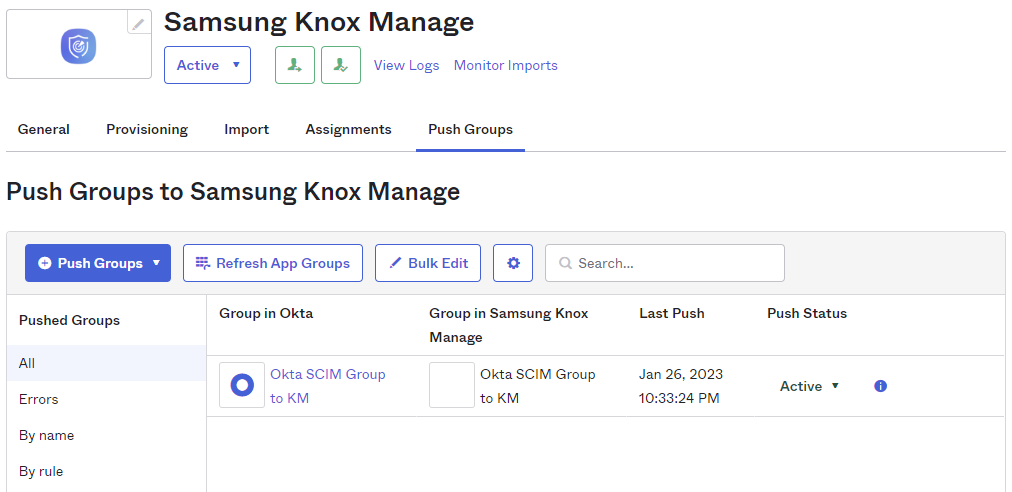 Samsung Knox Manage
Active
View Logs
Monitor Imports
General
Provisioning
Import
Assignments
Push Groups
Push Groups to Samsung Knox Manage
Push Groups
Refresh App Groups
Bulk Edit
Search...
Pushed Groups
All
Errors
By name
By rule
Group in Okta
Group in Samsung Knox
Manage
Last Push
Push Status
Okta SCIM Group
to KM
Okta SCIM Group
to KM
Jan 26, 2023
10:33:24 PM
Active